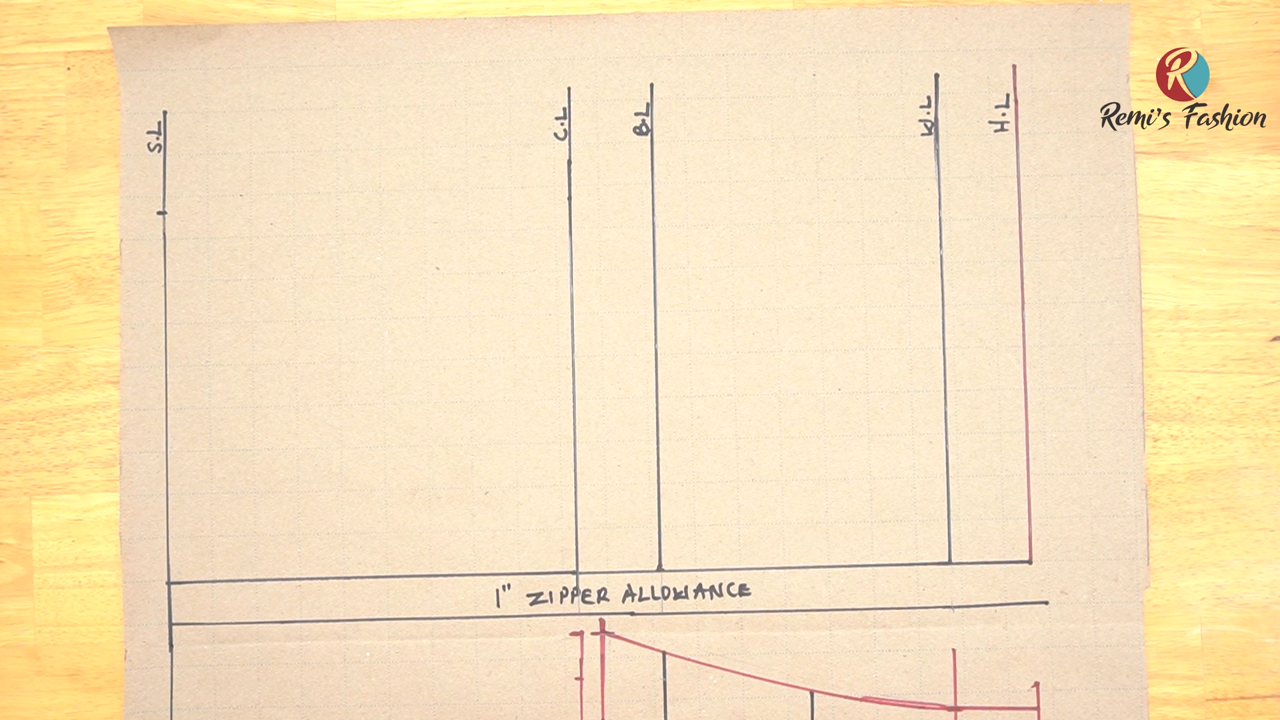 S.L
C.L
B.L
W.L
H.L
1" ZIPPER ALLOWANCE
R
Remi's Fashion